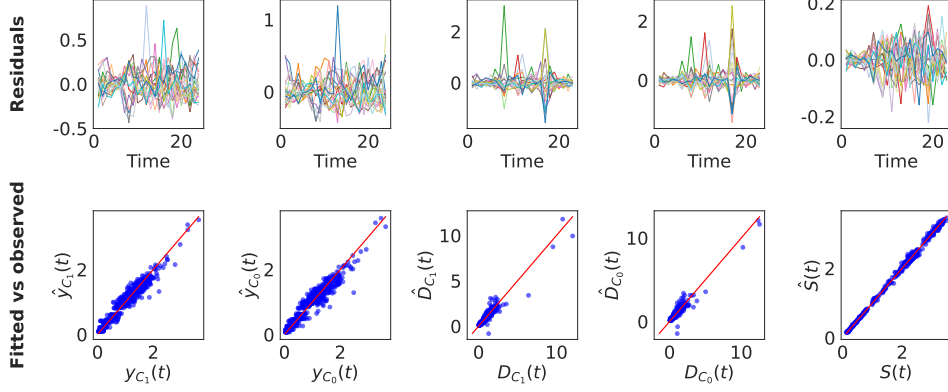 Residuals
0.5
0.0
-0.5
0
20
Time
1
0
0
20
Time
2
0
0
20
Time
2
0
0
20
Time
0.2
0.0
-0.2
0
20
Time
Fitted vs observed
ŷ_{C_1}(t)
2
0
0
2
y_{C_1}(t)
ŷ_{C_0}(t)
2
0
0
2
y_{C_0}(t)
D̂_{C_1}(t)
10
5
0
0
10
D_{C_1}(t)
D̂_{C_0}(t)
10
0
0
10
D_{C_0}(t)
Ŝ(t)
2
0
0
2
S(t)